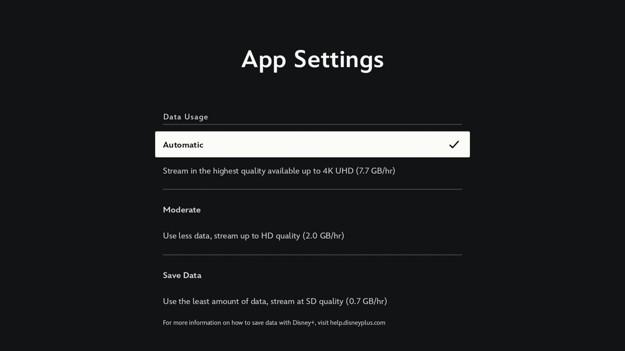 App Settings
Data Usage
Automatic
Stream in the highest quality available up to 4K UHD (7.7 GB/hr)
Moderate
Use less data, stream up to HD quality (2.0 GB/hr)
Save Data
Use the least amount of data, stream at SD quality (0.7 GB/hr)
For more information on how to save data with Disney+, visit help.disneyplus.com